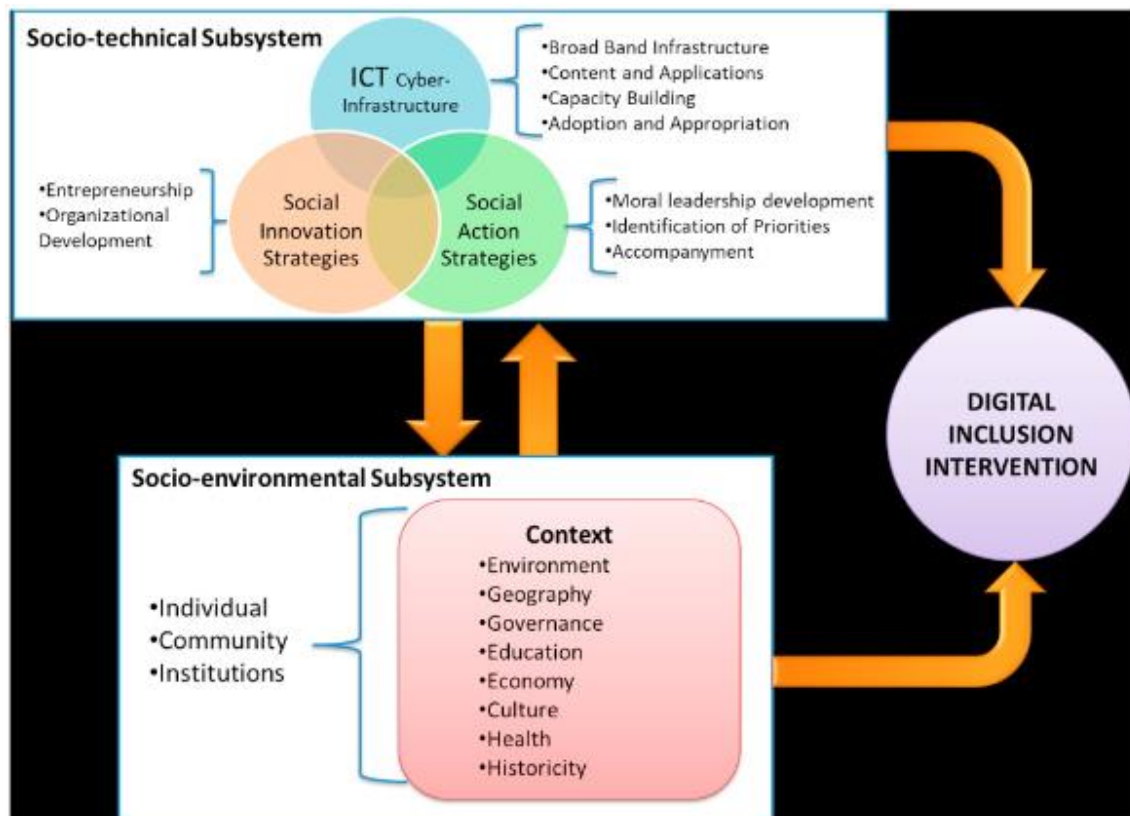 Socio-technical Subsystem
ICT Cyber-
Infrastructure
•Broad Band Infrastructure
•Content and Applications
•Capacity Building
•Adoption and Appropriation
•Entrepreneurship
•Organizational
Development
Social
Innovation
Strategies
Social
Action
Strategies
•Moral leadership development
•Identification of Priorities
•Accompanyment
DIGITAL
INCLUSION
INTERVENTION
Socio-environmental Subsystem
•Individual
•Community
•Institutions
Context
•Environment
•Geography
•Governance
•Education
•Economy
•Culture
•Health
•Historicity